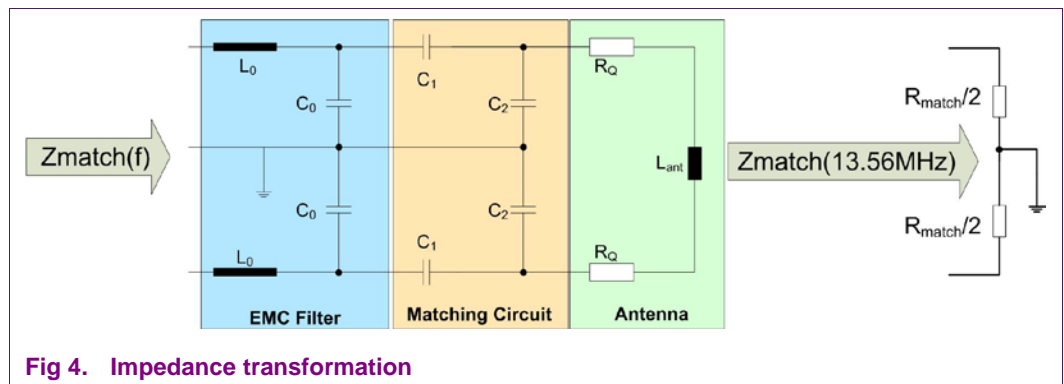 L0
C0
C1
C2
RQ
Lant
Rmatch/2
Zmatch(f)
Zmatch(13.56MHz)
C0
C2
Rmatch/2
L0
C1
RQ
EMC Filter
Matching Circuit
Antenna
Fig 4. Impedance transformation